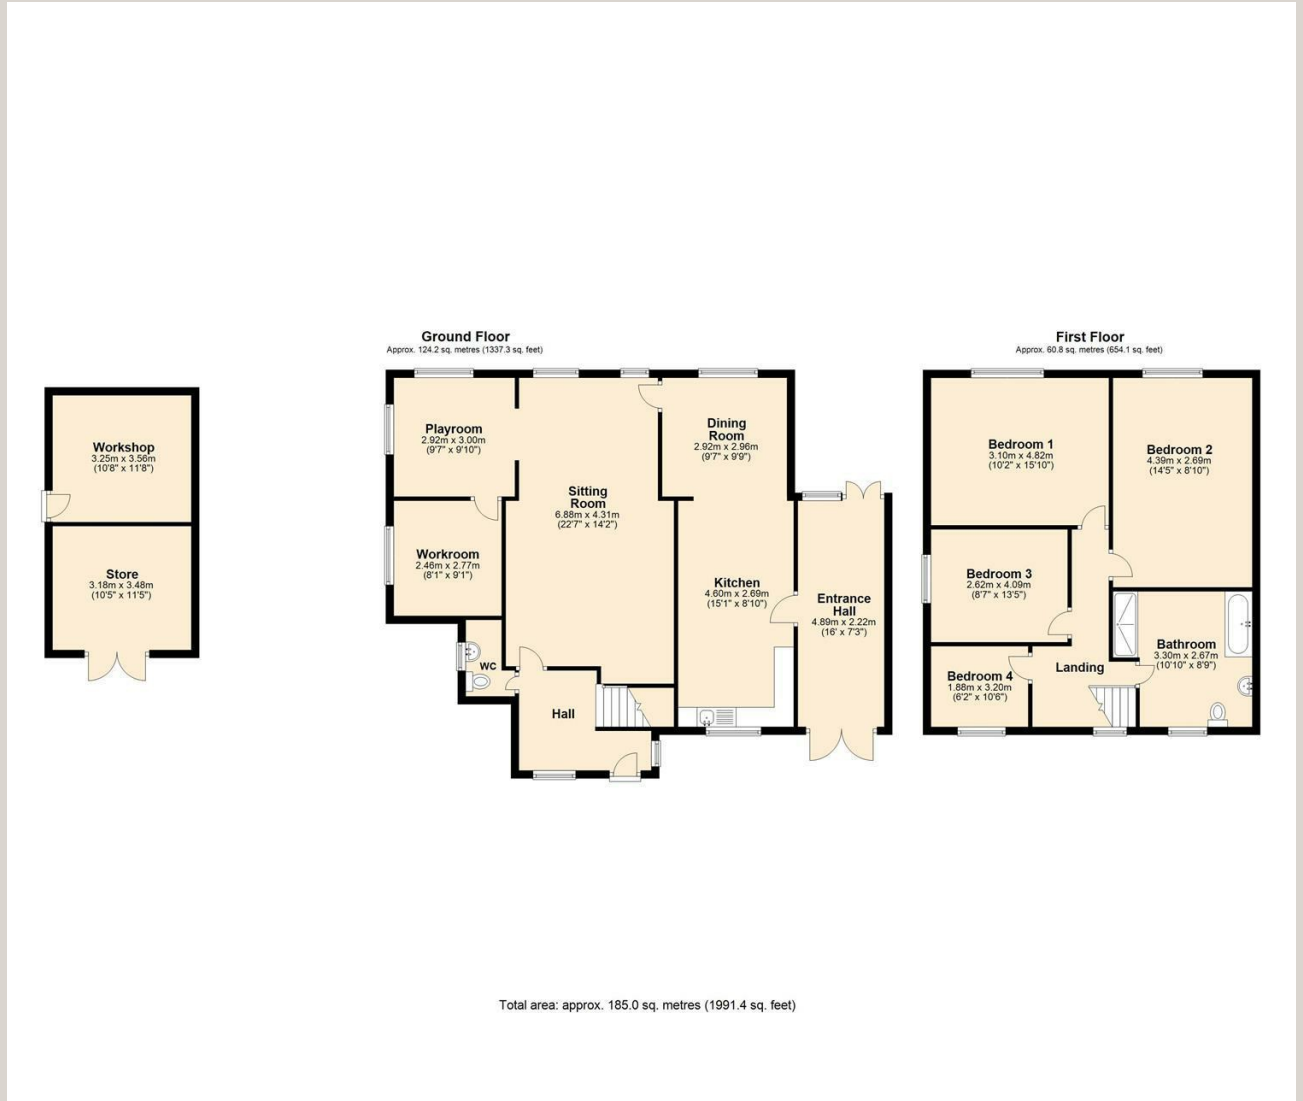 Ground Floor
Approx. 124.2 sq. metres (1337.3 sq. feet)
First Floor
Approx. 60.8 sq. metres (654.1 sq. feet)
Workshop
3.25m x 3.56m
(10'8" x 11'8")
Store
3.18m x 3.48m
(10'5" x 11'5")
Playroom
2.92m x 3.00m
(9'7" x 9'10")
Dining
Room
2.92m x 2.96m
(9'7" x 9'9")
Sitting
Room
6.88m x 4.31m
(22'7" x 14'2")
Workroom
2.46m x 2.77m
(8'1" x 9'1")
Kitchen
4.60m x 2.69m
(15'1" x 8'10")
Entrance
Hall
4.89m x 2.22m
(16' x 7'3")
WC
Hall
Bedroom 1
3.10m x 4.82m
(10'2" x 15'10")
Bedroom 2
4.39m x 2.69m
(14'5" x 8'10")
Bedroom 3
2.62m x 4.09m
(8'7" x 13'5")
Bathroom
3.30m x 2.67m
(10'10" x 8'9")
Landing
Bedroom 4
1.88m x 3.20m
(6'2" x 10'6")
Total area: approx. 185.0 sq. metres (1991.4 sq. feet)